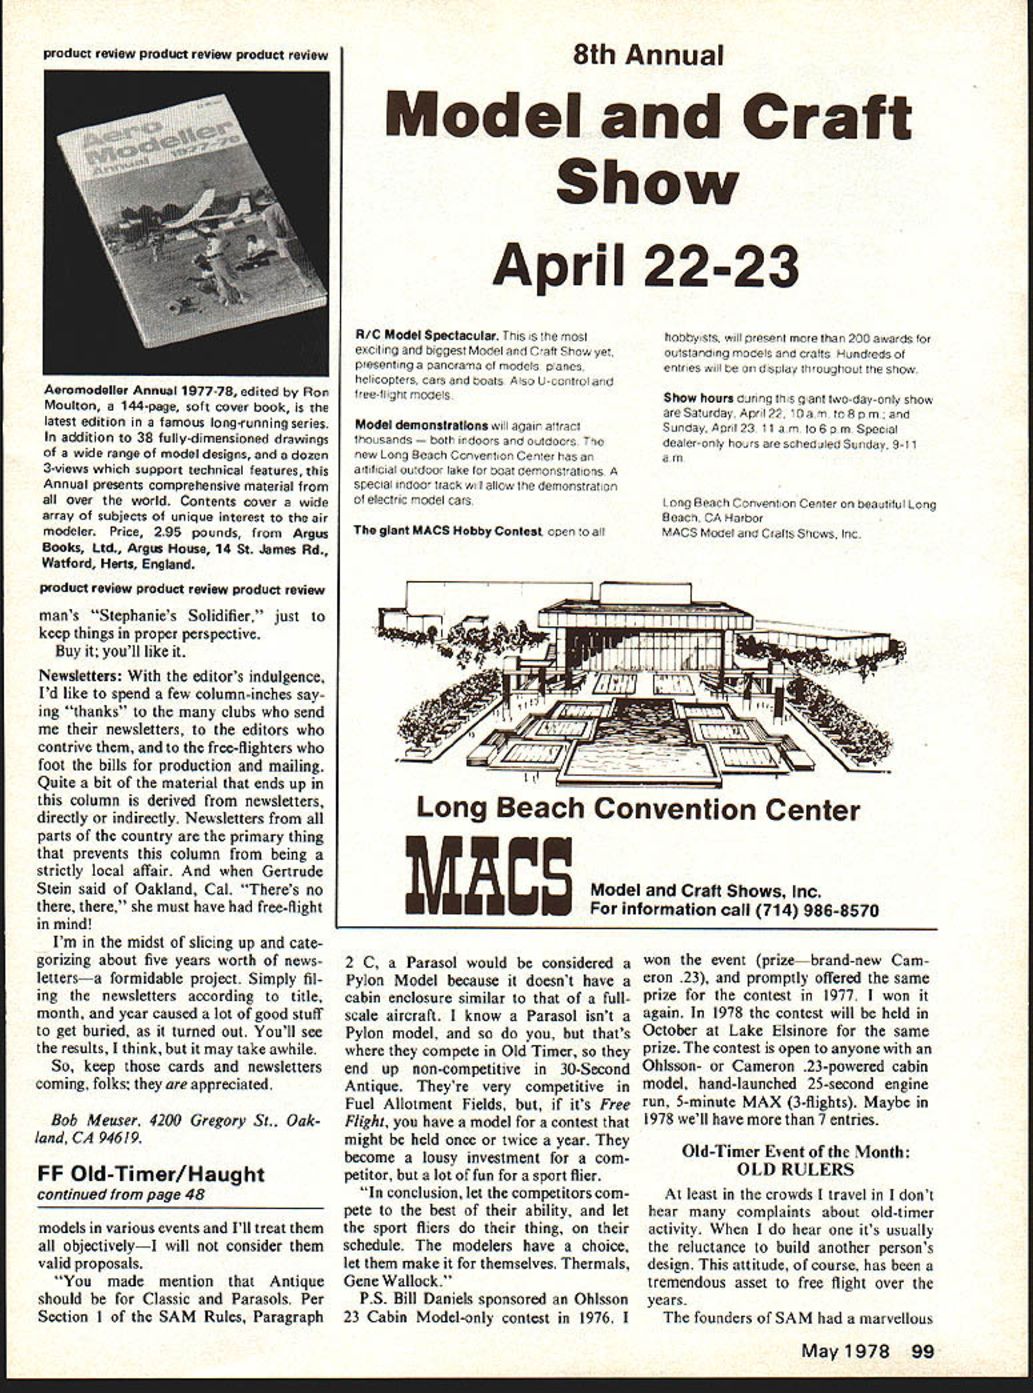 product review product review product review
Aero
Modeller
Annual 1977-78
Aeromodeller Annual 1977-78, edited by Ron
Moulton, a 144-page, soft cover book, is the
latest edition in a famous long-running series.
In addition to 38 fully-dimensioned drawings
of a wide range of model designs, and a dozen
3-views which support technical features, this
Annual presents comprehensive material from
all over the world. Contents cover a wide
array of subjects of unique interest to the air
modeler. Price, 2.95 pounds, from Argus
Books, Ltd., Argus House, 14 St. James Rd.,
Watford, Herts, England.
product review product review product review
man's "Stephanie's Solidifier," just to
keep things in proper perspective.
Buy it; you'll like it.
Newsletters: With the editor's indulgence,
I'd like to spend a few column-inches say-
ing "thanks" to the many clubs who send
me their newsletters, to the editors who
contrive them, and to the free-flighters who
foot the bills for production and mailing.
Quite a bit of the material that ends up in
this column is derived from newsletters,
directly or indirectly. Newsletters from all
parts of the country are the primary thing
that prevents this column from being a
strictly local affair. And when Gertrude
Stein said of Oakland, Cal. "There's no
there, there," she must have had free-flight
in mind!
I'm in the midst of slicing up and cate-
gorizing about five years worth of news-
letters—a formidable project. Simply fil-
ing the newsletters according to title,
month, and year caused a lot of good stuff
to get buried, as it turned out. You'll see
the results, I think, but it may take awhile.
So, keep those cards and newsletters
coming, folks; they are appreciated.
Bob Meuser, 4200 Gregory St., Oak-
land, CA 94619.
FF Old-Timer/Haught
continued from page 48
models in various events and I'll treat them
all objectively—I will not consider them
valid proposals.
"You made mention that Antique
should be for Classic and Parasols. Per
Section 1 of the SAM Rules, Paragraph
8th Annual
Model and Craft
Show
April 22-23
R/C Model Spectacular. This is the most
exciting and biggest Model and Craft Show yet,
presenting a panorama of models. planes,
helicopters, cars and boats. Also U-control and
free-flight models.
Model demonstrations will again attract
thousands — both indoors and outdoors. The
new Long Beach Convention Center has an
artificial outdoor lake for boat demonstrations. A
special indoor track will allow the demonstration
of electric model cars.
The giant MACS Hobby Contest, open to all
hobbyists, will present more than 200 awards for
outstanding models and crafts. Hundreds of
entries will be on display throughout the show.
Show hours during this giant two-day-only show
are Saturday, April 22, 10 a.m. to 8 p.m.; and
Sunday, April 23, 11 a.m. to 6 p.m. Special
dealer-only hours are scheduled Sunday, 9-11
a.m.
Long Beach Convention Center on beautiful Long
Beach, CA Harbor
MACS Model and Crafts Shows, Inc.
Long Beach Convention Center
MACS
Model and Craft Shows, Inc.
For information call (714) 986-8570
2 C, a Parasol would be considered a
Pylon Model because it doesn't have a
cabin enclosure similar to that of a full-
scale aircraft. I know a Parasol isn't a
Pylon model, and so do you, but that's
where they compete in Old Timer, so they
end up non-competitive in 30-Second
Antique. They're very competitive in
Fuel Allotment Fields, but, if it's Free
Flight, you have a model for a contest that
might be held once or twice a year. They
become a lousy investment for a com-
petitor, but a lot of fun for a sport flier.
"In conclusion, let the competitors com-
pete to the best of their ability, and let
the sport fliers do their thing, on their
schedule. The modelers have a choice,
let them make it for themselves. Thermals,
Gene Wallock."
P.S. Bill Daniels sponsored an Ohlsson
23 Cabin Model-only contest in 1976. I
won the event (prize—brand-new Cam-
eron .23), and promptly offered the same
prize for the contest in 1977. I won it
again. In 1978 the contest will be held in
October at Lake Elsinore for the same
prize. The contest is open to anyone with an
Ohlsson- or Cameron .23-powered cabin
model, hand-launched 25-second engine
run, 5-minute MAX (3-flights). Maybe in
1978 we'll have more than 7 entries.
Old-Timer Event of the Month:
OLD RULERS
At least in the crowds I travel in I don't
hear many complaints about old-timer
activity. When I do hear one it's usually
the reluctance to build another person's
design. This attitude, of course, has been a
tremendous asset to free flight over the
years.
The founders of SAM had a marvellous
May 1978 99